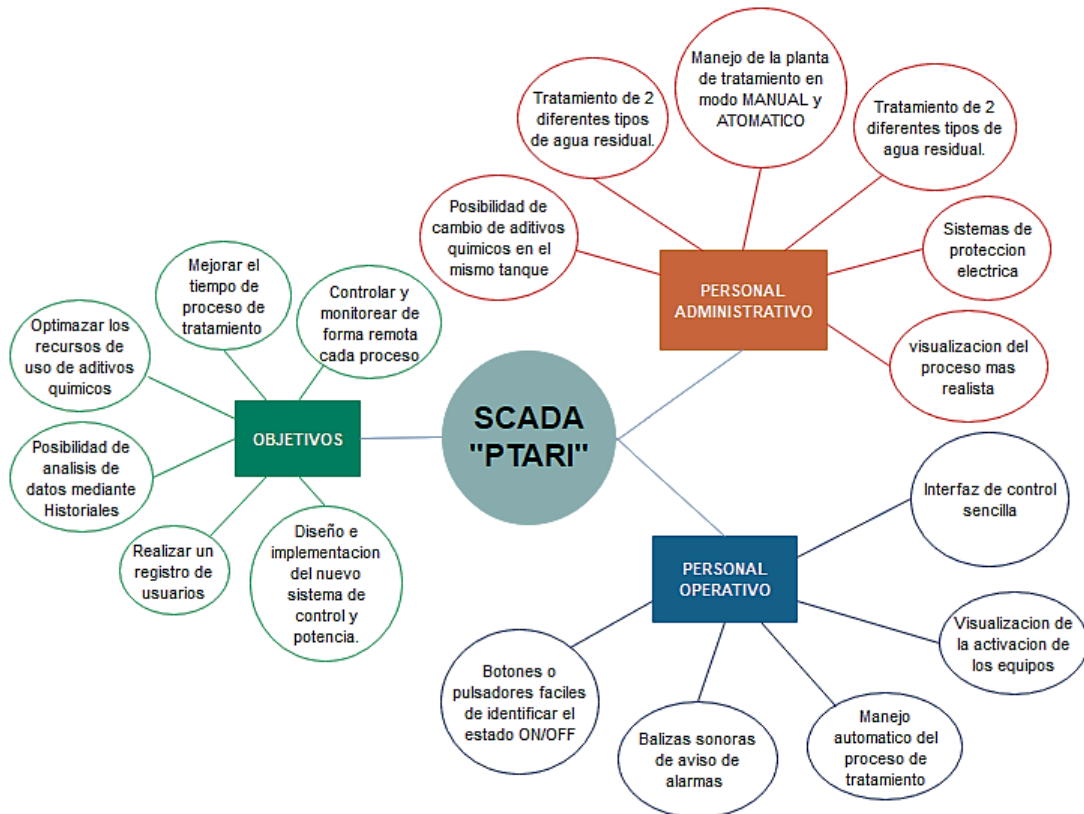 Manejo de la planta
de tratamiento en
modo MANUAL y
ATOMATICO
Tratamiento de 2
diferentes tipos
de agua residual.
Tratamiento de 2
diferentes tipos de
agua residual.
Posibilidad de
cambio de aditivos
quimicos en el
mismo tanque
Sistemas de
proteccion
electrica
PERSONAL
ADMINISTRATIVO
visualizacion del
proceso mas
realista
Mejorar el
tiempo de
proceso de
tratamiento
Controlar y
monitorear de
forma remota
cada proceso
Optimazar los
recursos de
uso de aditivos
quimicos
OBJETIVOS
SCADA
"PTARI"
Posibilidad de
analisis de
datos mediante
Historiales
Realizar un
registro de
usuarios
Diseño e
implementacion
del nuevo
sistema de
control y
potencia.
Interfaz de control
sencilla
PERSONAL
OPERATIVO
Visualizacion de
la activacion de
los equipos
Botones o
pulsadores faciles
de identificar el
estado ON/OFF
Balizas sonoras
de aviso de
alarmas
Manejo
automatico del
proceso de
tratamiento